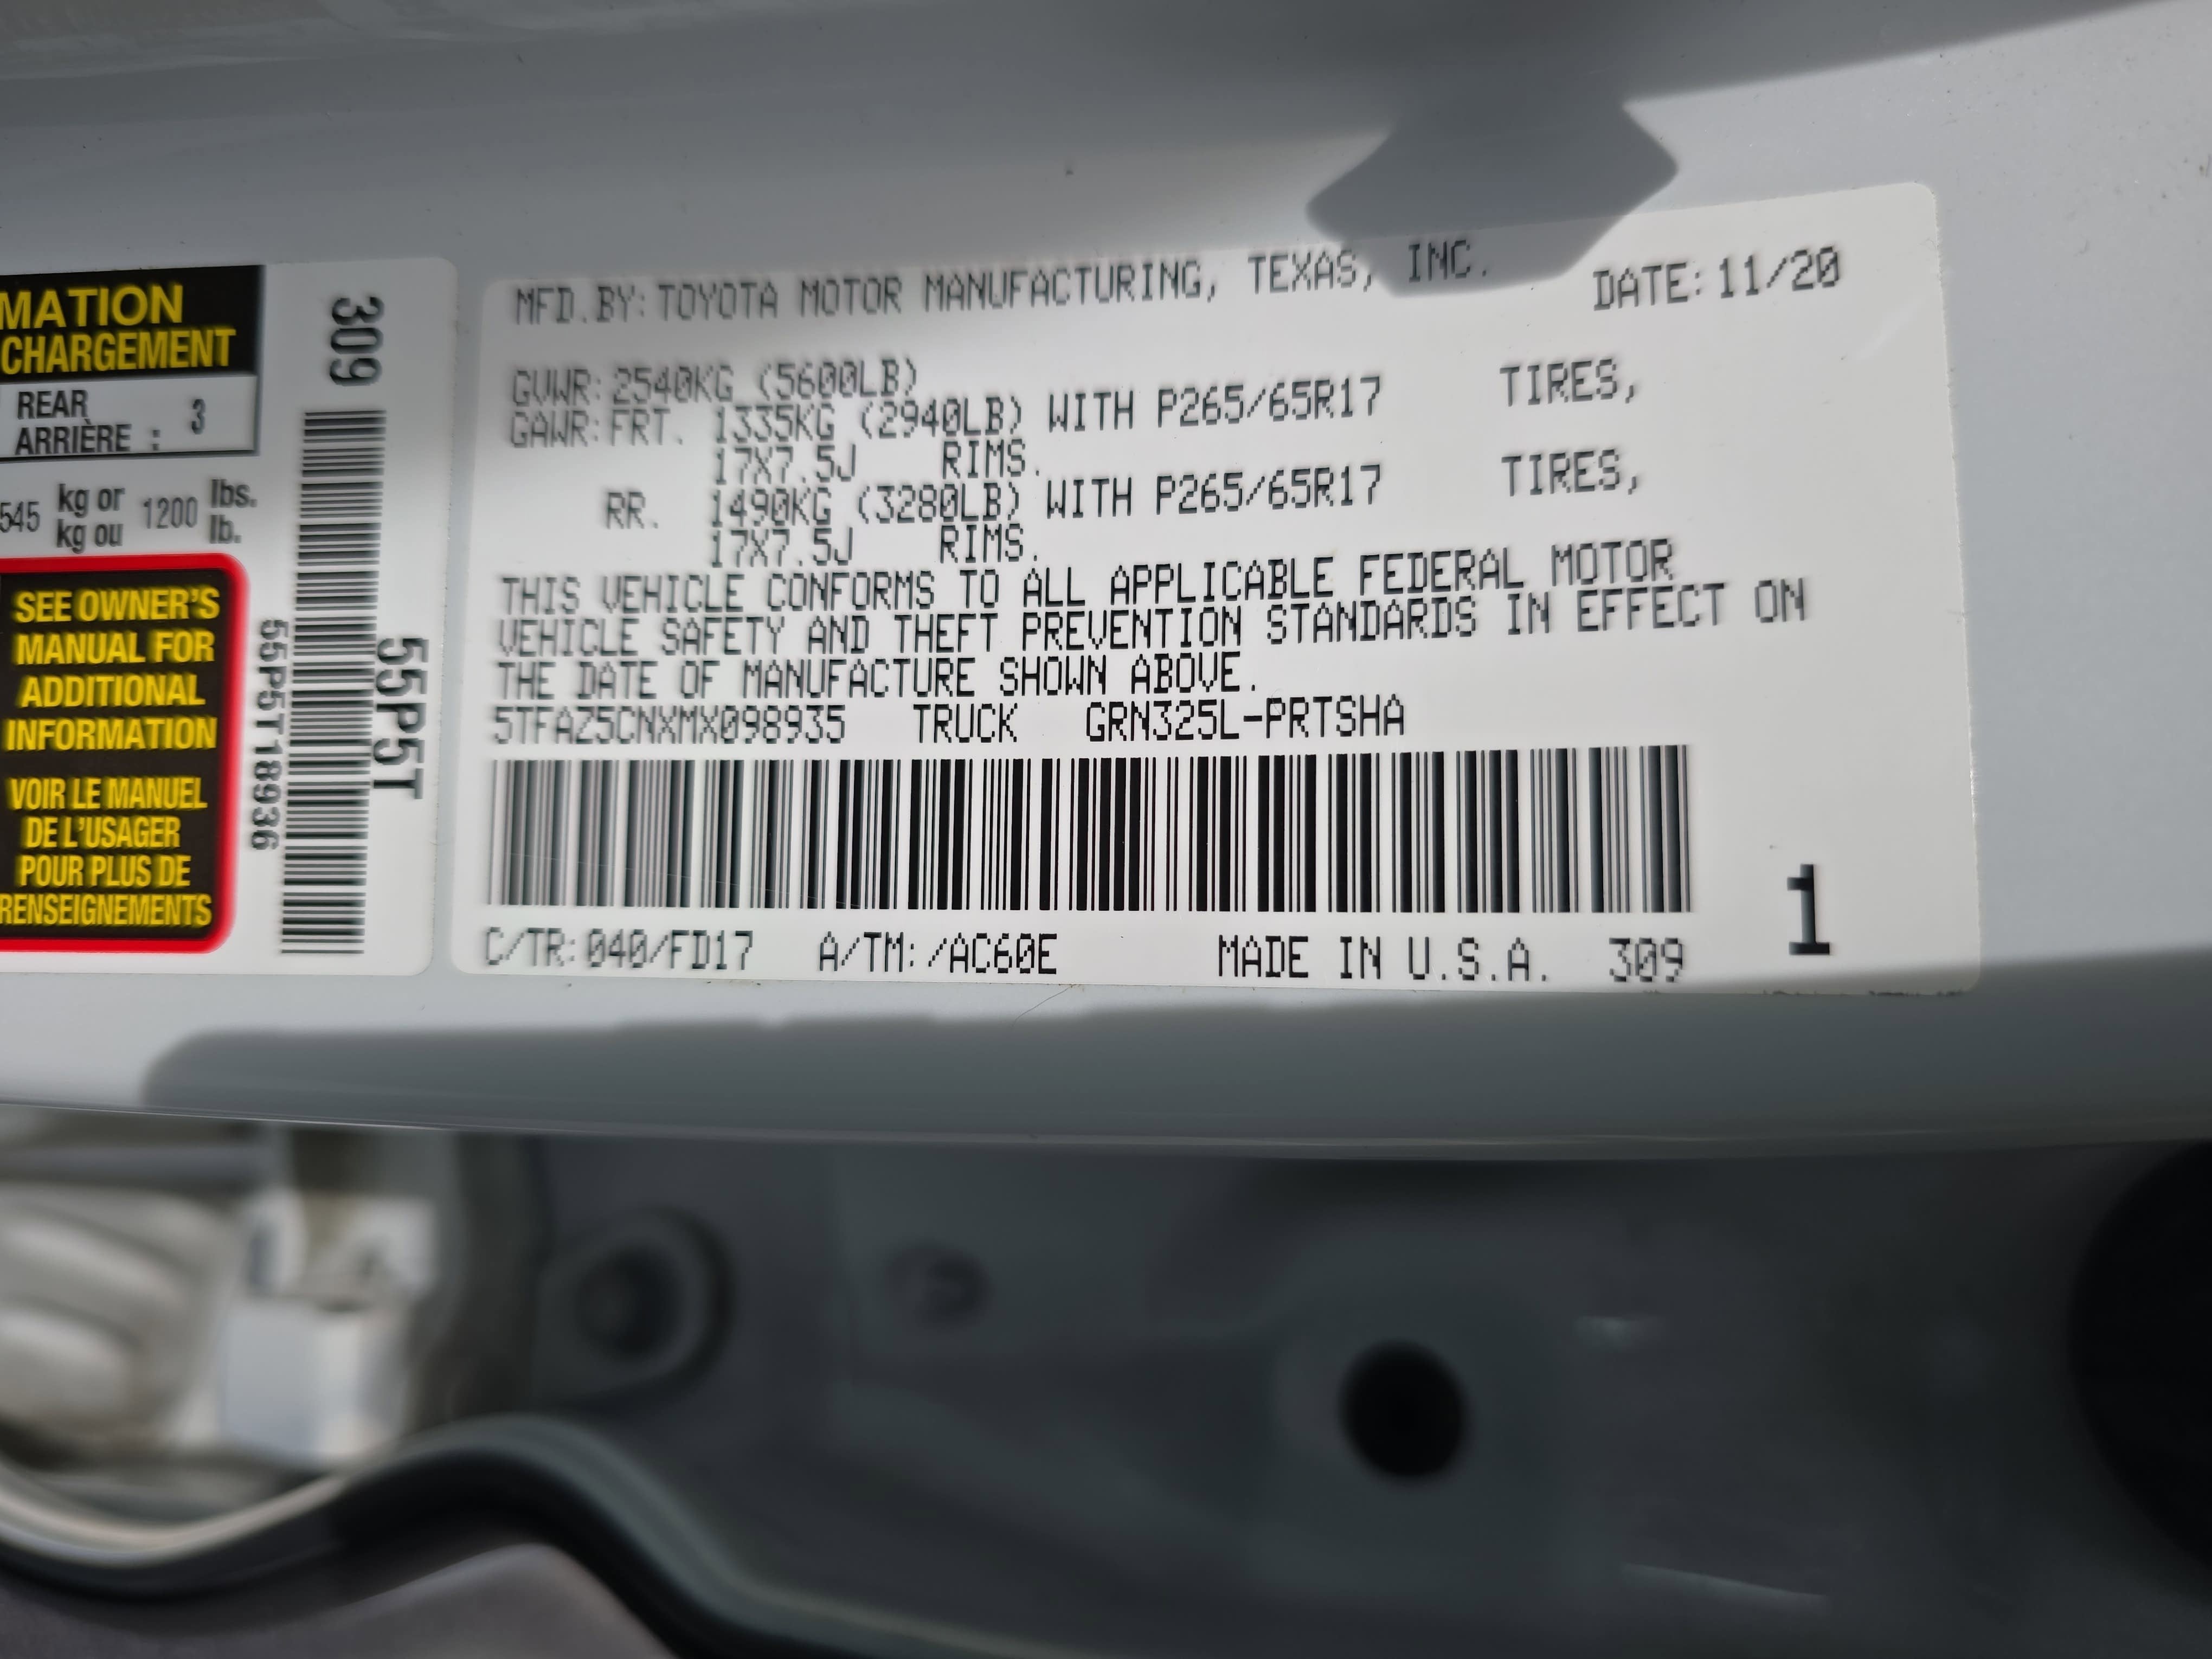 MATION
CHARGEMENT
REAR
ARRIÈRE : 3
545 kg or 1200 lbs.
kg ou lb.
SEE OWNER'S
MANUAL FOR
ADDITIONAL
INFORMATION
VOIR LE MANUEL
DE L'USAGER
POUR PLUS DE
RENSEIGNEMENTS
309
55P5T
55P5T18936
MFD.BY:TOYOTA MOTOR MANUFACTURING, TEXAS, INC. DATE:11/20
GVWR:2540KG (5600LB)
GAWR:FRT. 1335KG (2940LB) WITH P265/65R17 TIRES,
17X7.5J RIMS.
RR. 1490KG (3280LB) WITH P265/65R17 TIRES,
17X7.5J RIMS.
THIS VEHICLE CONFORMS TO ALL APPLICABLE FEDERAL MOTOR
VEHICLE SAFETY AND THEFT PREVENTION STANDARDS IN EFFECT ON
THE DATE OF MANUFACTURE SHOWN ABOVE.
5TFAZ5CNXMX098935 TRUCK GRN325L-PRTSHA
1
C/TR:040/FD17 A/TM:/AC60E MADE IN U.S.A. 309